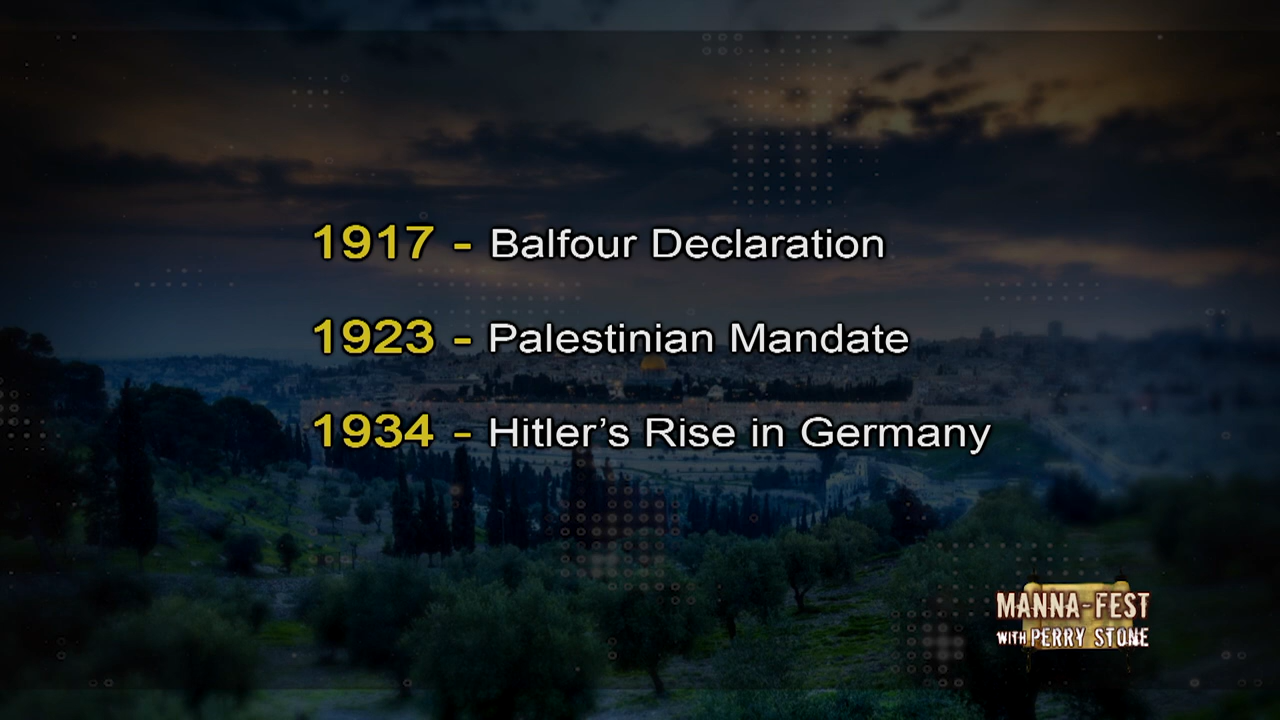 1917 - Balfour Declaration
1923 - Palestinian Mandate
1934 - Hitler's Rise in Germany
MANNA-FEST
WITH PERRY STONE